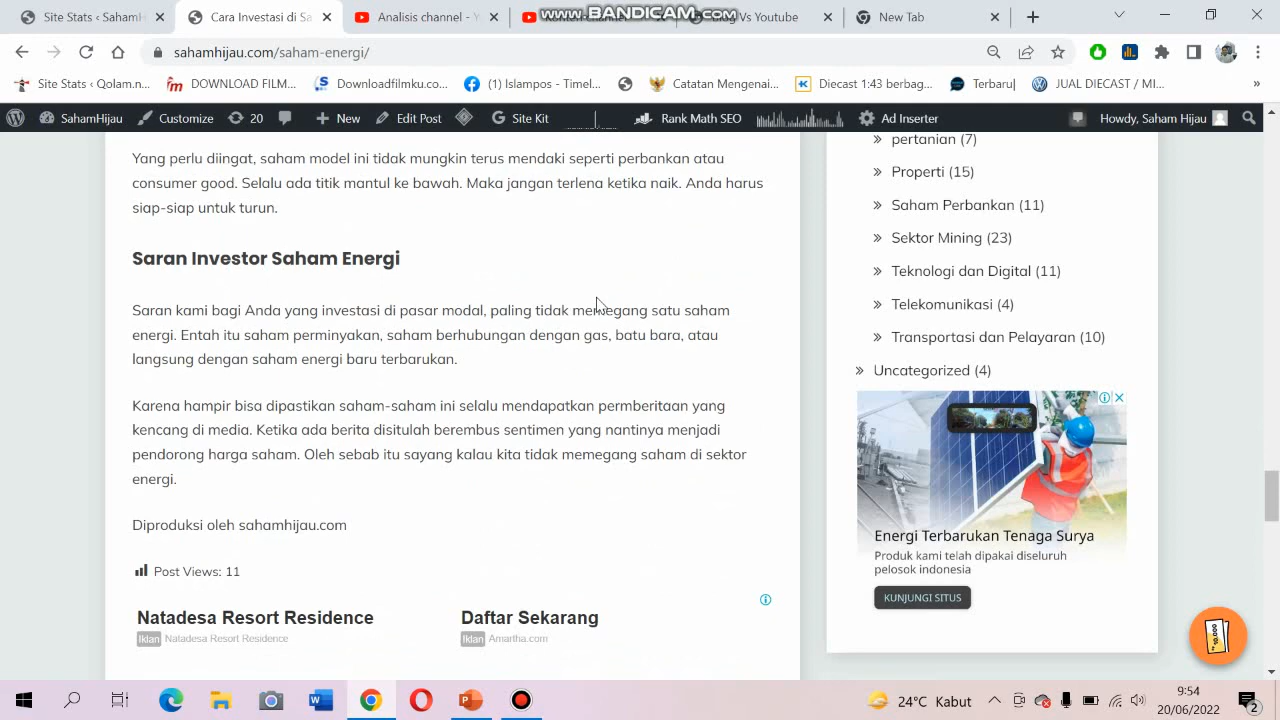 Site Stats ‹ SahamH
Cara Investasi di Sa
Analisis channel - Y
WWW.BANDICAM.COM
Vs Youtube
New Tab
sahamhijau.com/saham-energi/
Site Stats ‹ Qolam.n...
DOWNLOAD FILM...
Downloadfilmku.co...
(1) Islampos - Timel...
Catatan Mengenai...
Diecast 1:43 berbag...
Terbaru|
JUAL DIECAST / MI...
»
SahamHijau
Customize
20
New
Edit Post
Site Kit
Rank Math SEO
Ad Inserter
Howdy, Saham Hijau
Yang perlu diingat, saham model ini tidak mungkin terus mendaki seperti perbankan atau
consumer good. Selalu ada titik mantul ke bawah. Maka jangan terlena ketika naik. Anda harus
siap-siap untuk turun.
Saran Investor Saham Energi
Saran kami bagi Anda yang investasi di pasar modal, paling tidak memegang satu saham
energi. Entah itu saham perminyakan, saham berhubungan dengan gas, batu bara, atau
langsung dengan saham energi baru terbarukan.
Karena hampir bisa dipastikan saham-saham ini selalu mendapatkan permberitaan yang
kencang di media. Ketika ada berita disitulah berembus sentimen yang nantinya menjadi
pendorong harga saham. Oleh sebab itu sayang kalau kita tidak memegang saham di sektor
energi.
Diproduksi oleh sahamhijau.com
Post Views: 11
Natadesa Resort Residence
Iklan Natadesa Resort Residence
Daftar Sekarang
Iklan Amartha.com
pertanian (7)
Properti (15)
Saham Perbankan (11)
Sektor Mining (23)
Teknologi dan Digital (11)
Telekomunikasi (4)
Transportasi dan Pelayaran (10)
Uncategorized (4)
Energi Terbarukan Tenaga Surya
Produk kami telah dipakai diseluruh
pelosok indonesia
KUNJUNGI SITUS
24°C Kabut
9:54
20/06/2022
2